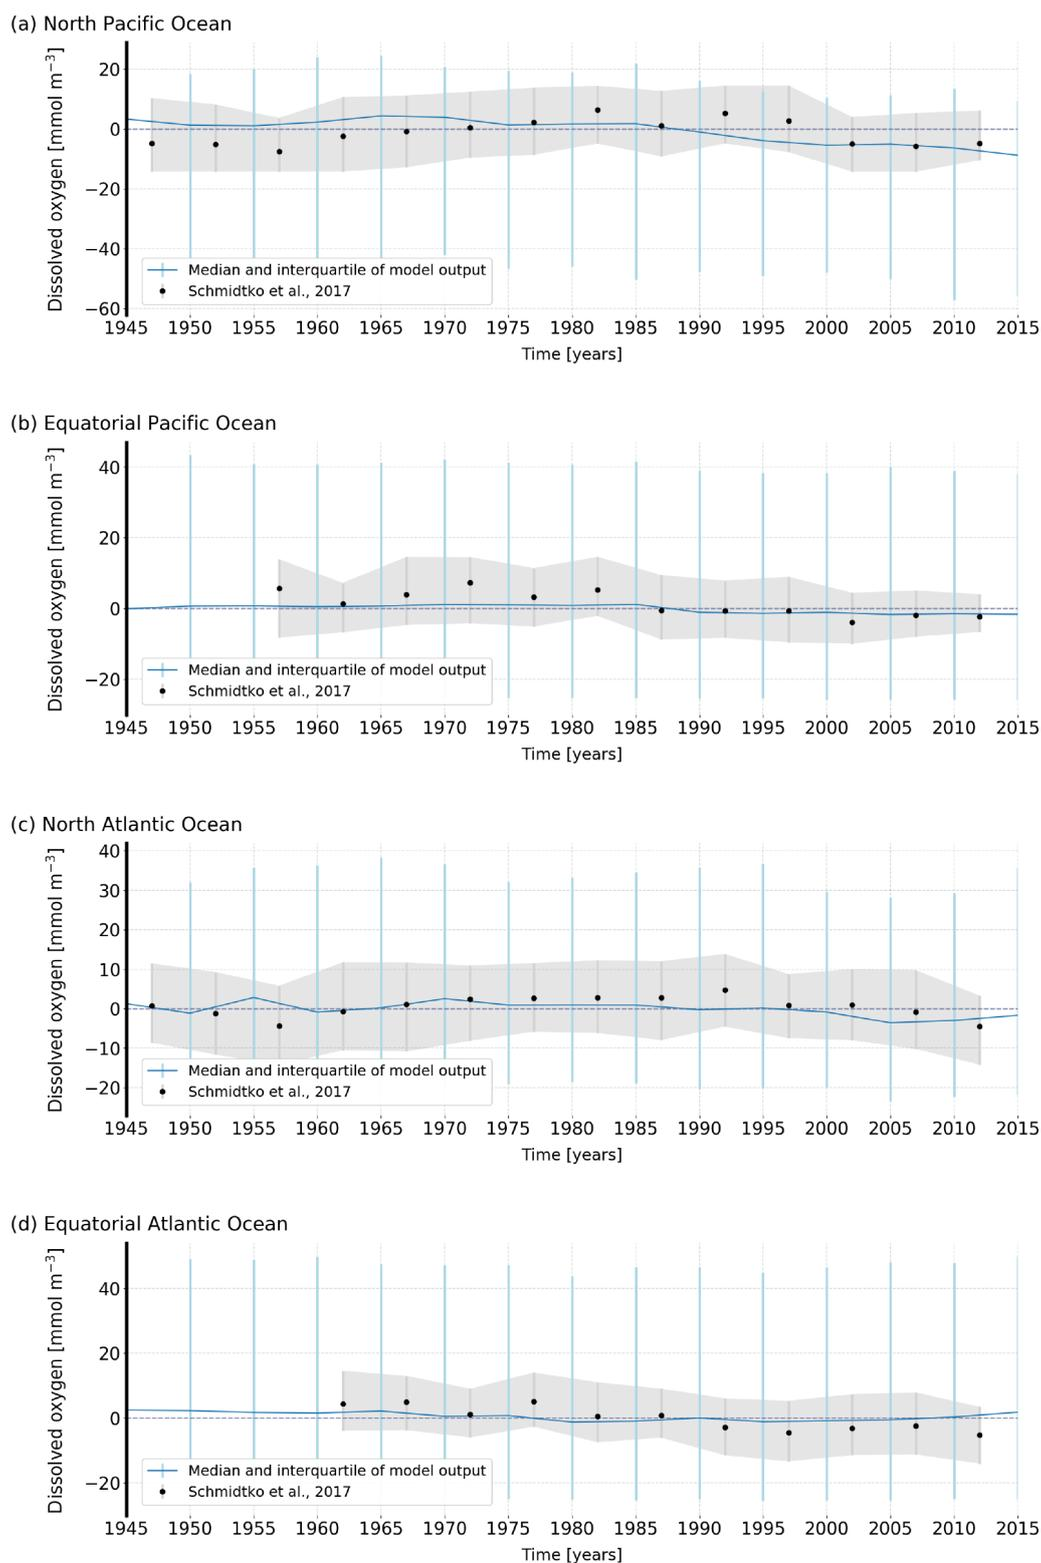 (a) North Pacific Ocean
Dissolved oxygen [mmol m⁻³]
20
0
−20
−40
−60
Median and interquartile of model output
Schmidtko et al., 2017
1945 1950 1955 1960 1965 1970 1975 1980 1985 1990 1995 2000 2005 2010 2015
Time [years]
(b) Equatorial Pacific Ocean
Dissolved oxygen [mmol m⁻³]
40
20
0
−20
Median and interquartile of model output
Schmidtko et al., 2017
1945 1950 1955 1960 1965 1970 1975 1980 1985 1990 1995 2000 2005 2010 2015
Time [years]
(c) North Atlantic Ocean
Dissolved oxygen [mmol m⁻³]
40
30
20
10
0
−10
−20
Median and interquartile of model output
Schmidtko et al., 2017
1945 1950 1955 1960 1965 1970 1975 1980 1985 1990 1995 2000 2005 2010 2015
Time [years]
(d) Equatorial Atlantic Ocean
Dissolved oxygen [mmol m⁻³]
40
20
0
−20
Median and interquartile of model output
Schmidtko et al., 2017
1945 1950 1955 1960 1965 1970 1975 1980 1985 1990 1995 2000 2005 2010 2015
Time [years]